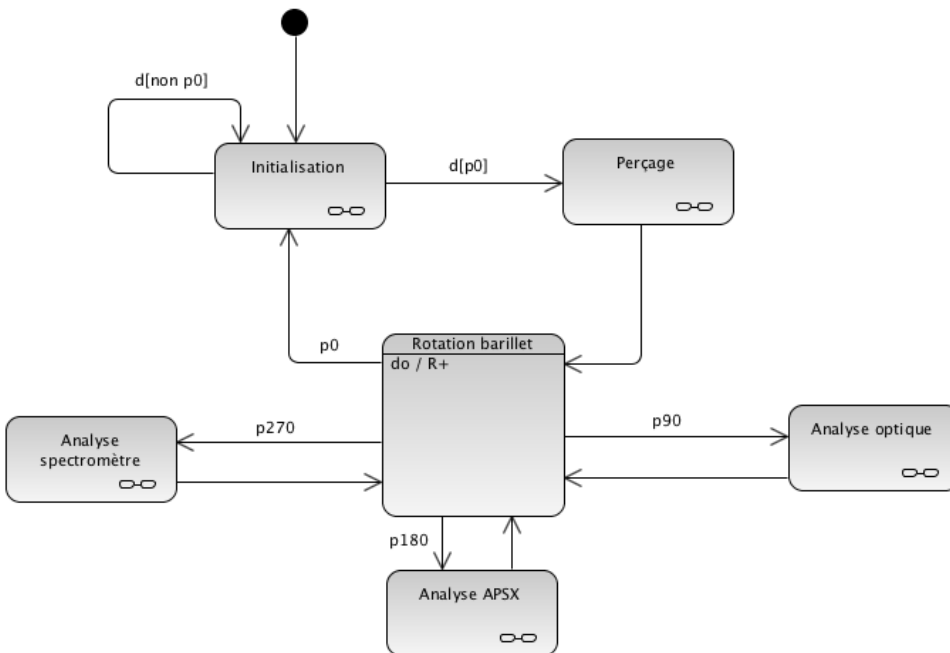 d[non p0]
Initialisation
d[p0]
Perçage
p0
Rotation barillet
do / R+
p270
p90
Analyse
spectromètre
Analyse optique
p180
Analyse APSX